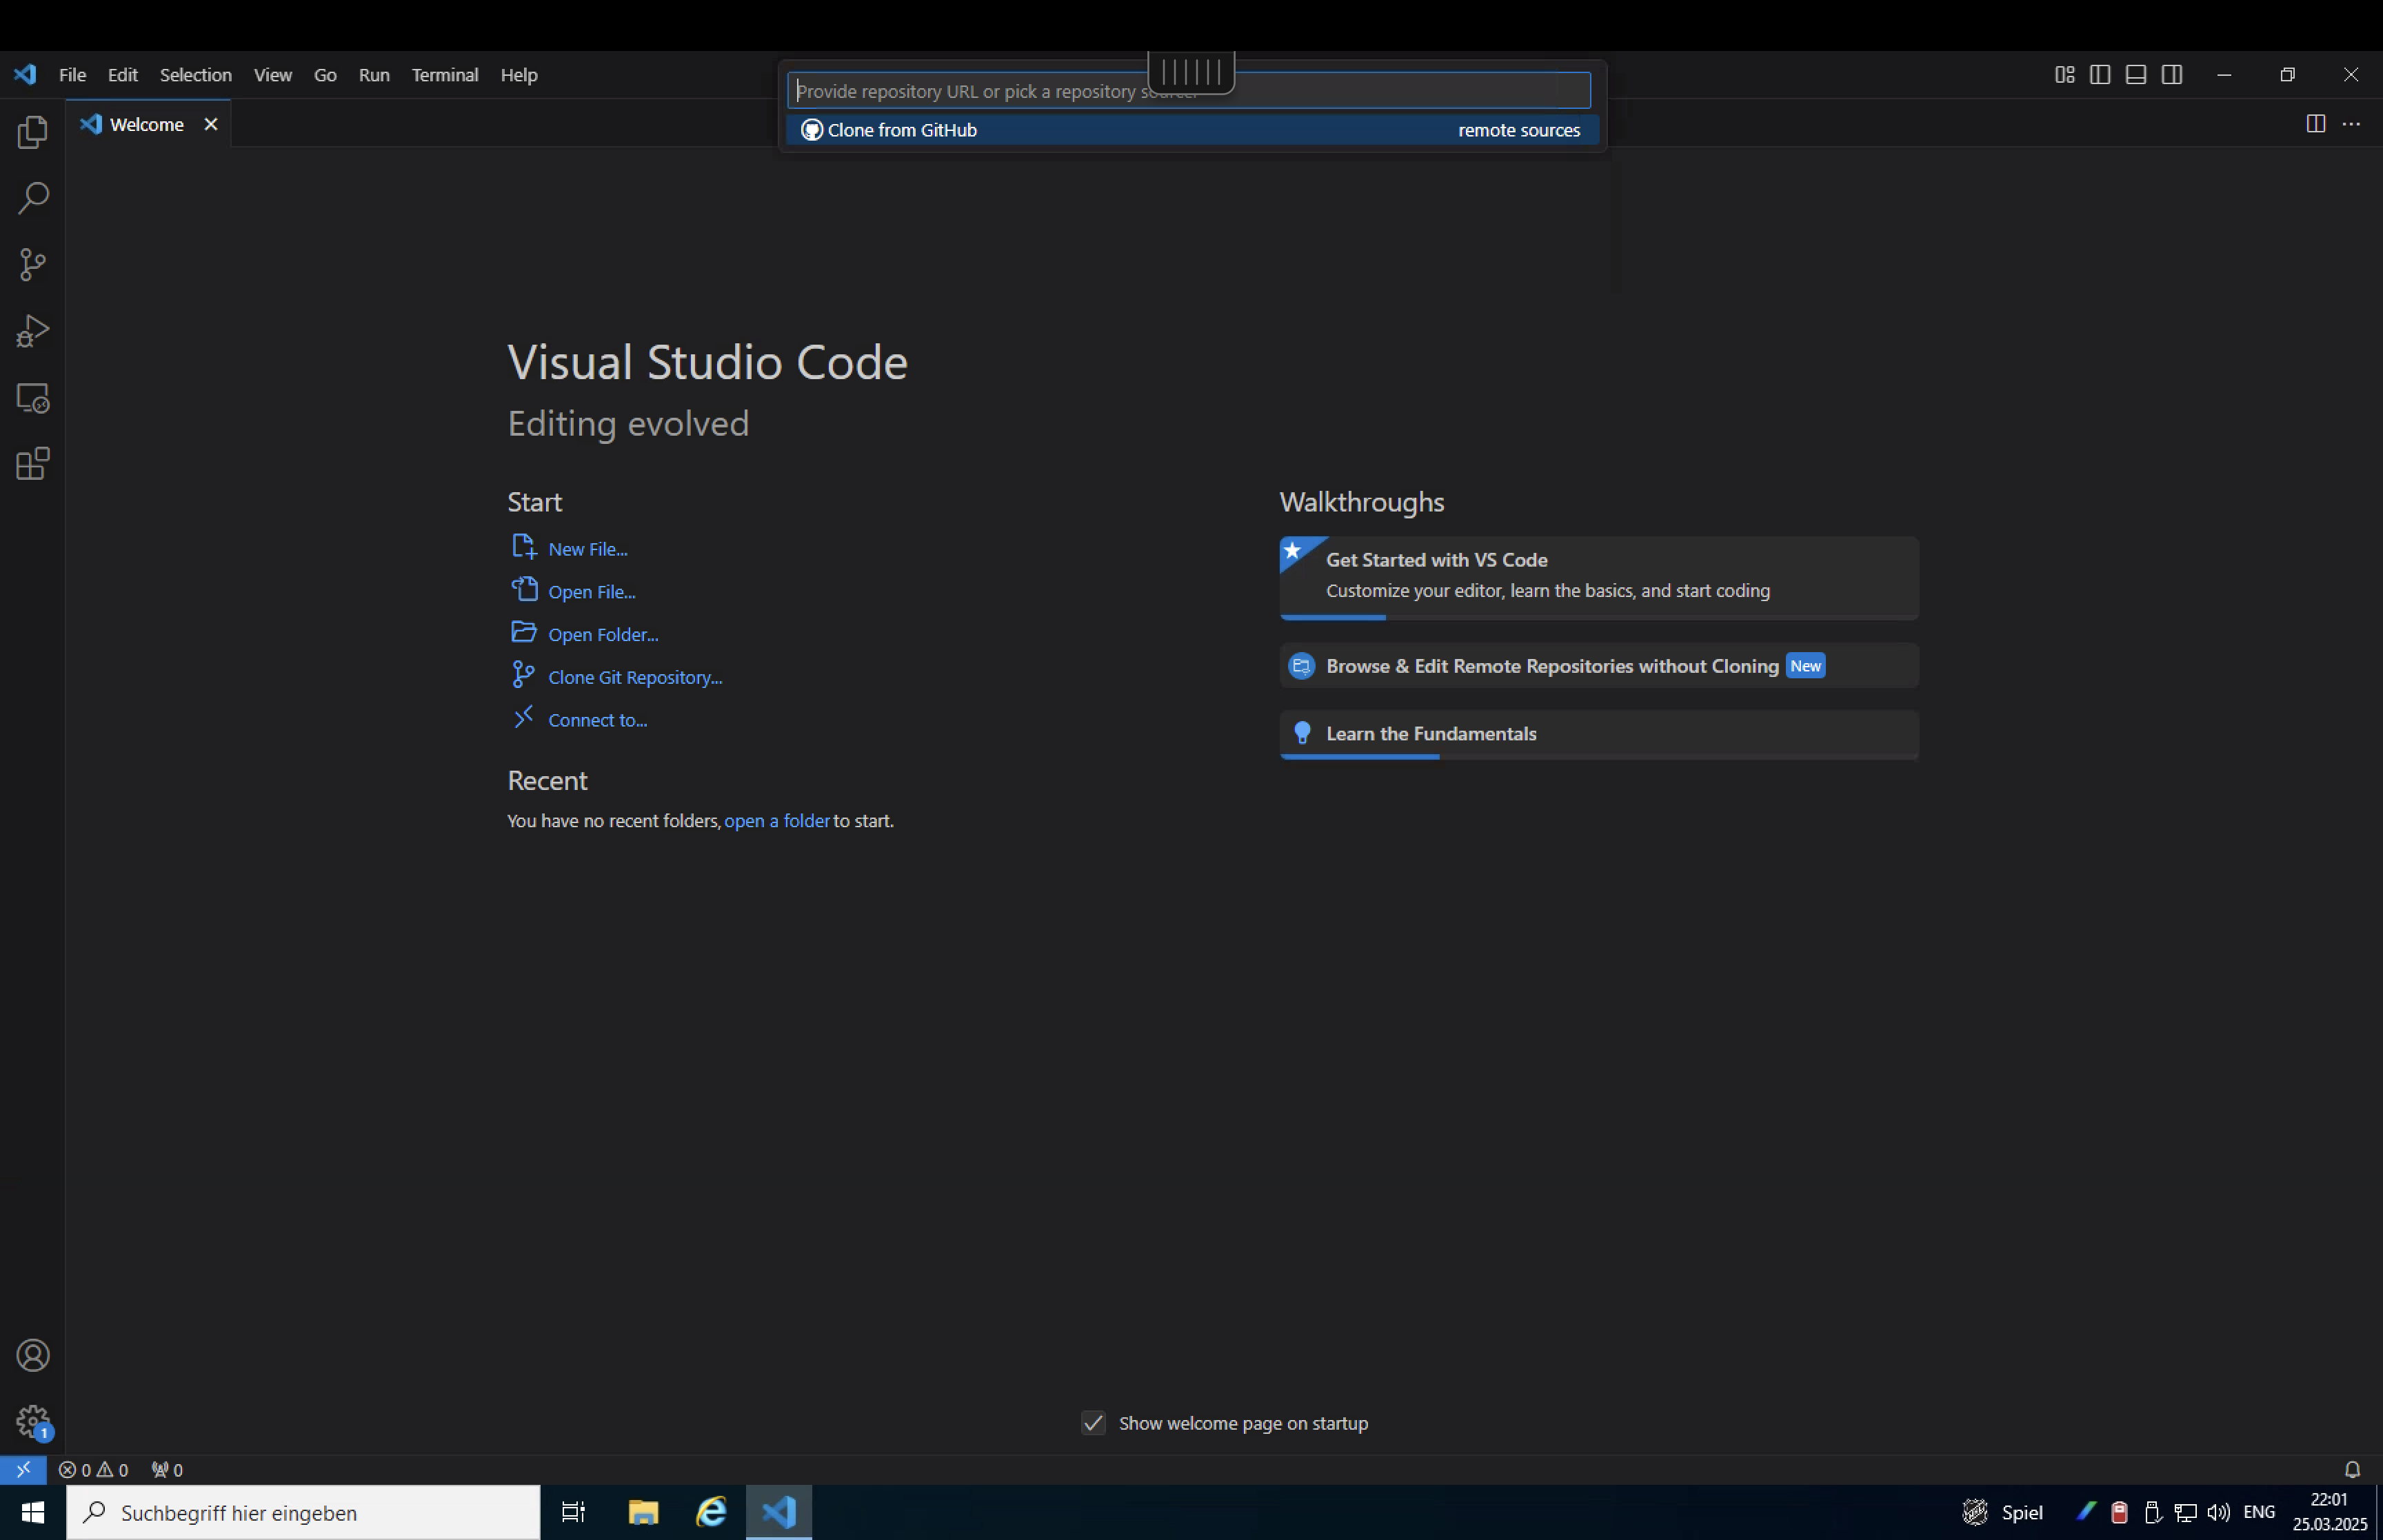 File Edit Selection View Go Run Terminal Help
Provide repository URL or pick a repository
Clone from GitHub remote sources
Welcome
Visual Studio Code
Editing evolved
Start
New File...
Open File...
Open Folder...
Clone Git Repository...
Connect to...
Recent
You have no recent folders, open a folder to start.
Walkthroughs
Get Started with VS Code
Customize your editor, learn the basics, and start coding
Browse & Edit Remote Repositories without Cloning New
Learn the Fundamentals
Show welcome page on startup
1
0 0 0
Suchbegriff hier eingeben
Spiel
ENG
22:01
25.03.2025